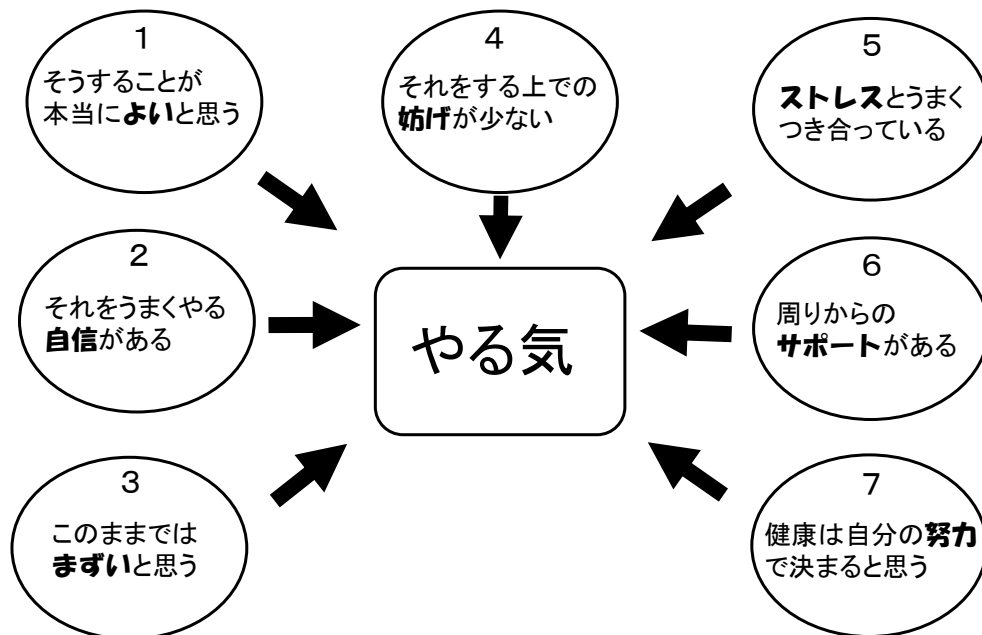 1
そうすることが
本当によいと思う
2
それをうまくやる
自信がある
3
このままでは
まずいと思う
4
それをする上での
妨げが少ない
5
ストレスとうまく
つき合っている
6
周りからの
サポートがある
7
健康は自分の努力
で決まると思う
やる気